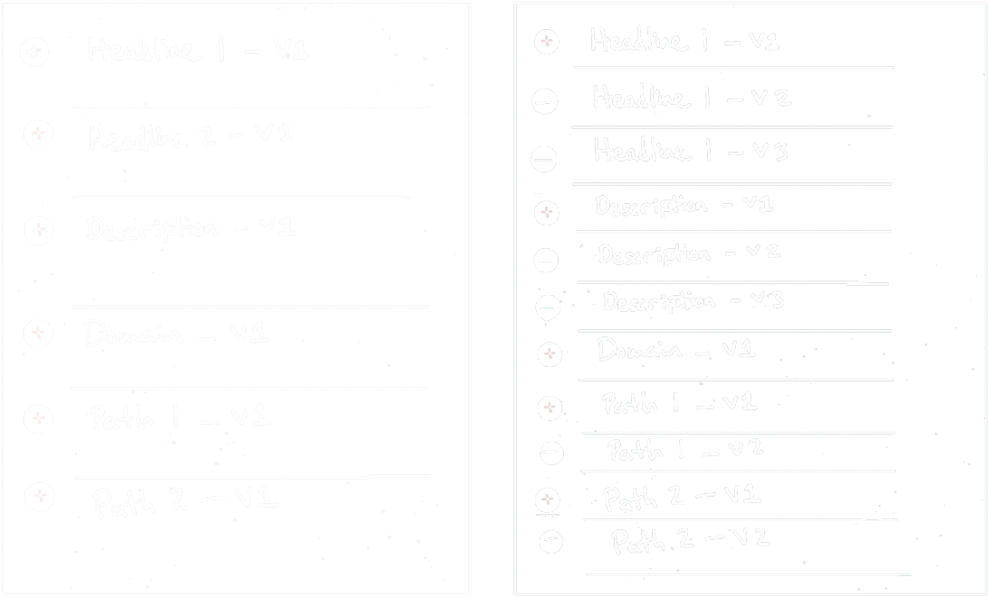 Headline 1 - V1
Headline 2 - V1
Description - V1
Domain - V1
Path 1 - V1
Path 2 - V1
Headline 1 - V1
Headline 1 - V2
Headline 1 - V3
Description - V1
Description - V2
Description - V3
Domain - V1
Path 1 - V1
Path 1 - V2
Path 2 - V1
Path 2 - V2